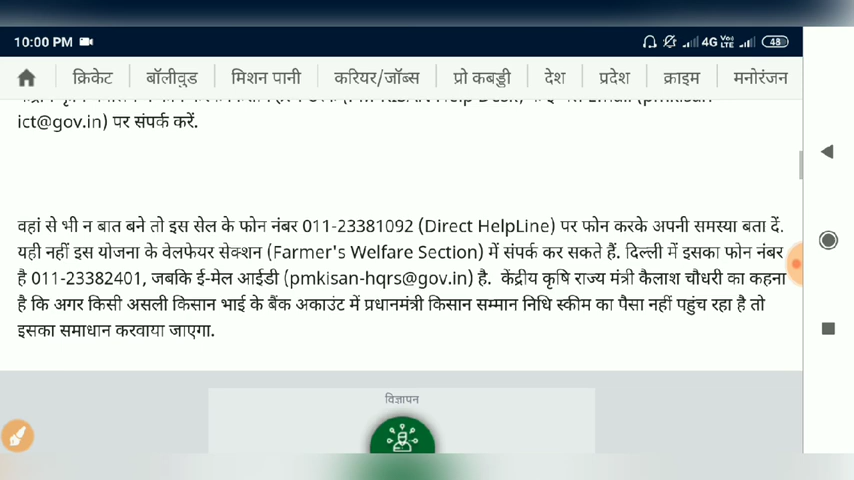 10:00 PM
4G VoLTE 48
क्रिकेट बॉलीवुड मिशन पानी करियर/जॉब्स प्रो कबड्डी देश प्रदेश क्राइम मनोरंजन
ict@gov.in) पर संपर्क करें.
वहां से भी न बात बने तो इस सेल के फोन नंबर 011-23381092 (Direct HelpLine) पर फोन करके अपनी समस्या बता दें.
यही नहीं इस योजना के वेलफेयर सेक्शन (Farmer's Welfare Section) में संपर्क कर सकते हैं. दिल्ली में इसका फोन नंबर
है 011-23382401, जबकि ई-मेल आईडी (pmkisan-hqrs@gov.in) है. केंद्रीय कृषि राज्य मंत्री कैलाश चौधरी का कहना
है कि अगर किसी असली किसान भाई के बैंक अकाउंट में प्रधानमंत्री किसान सम्मान निधि स्कीम का पैसा नहीं पहुंच रहा है तो
इसका समाधान करवाया जाएगा.
विज्ञापन